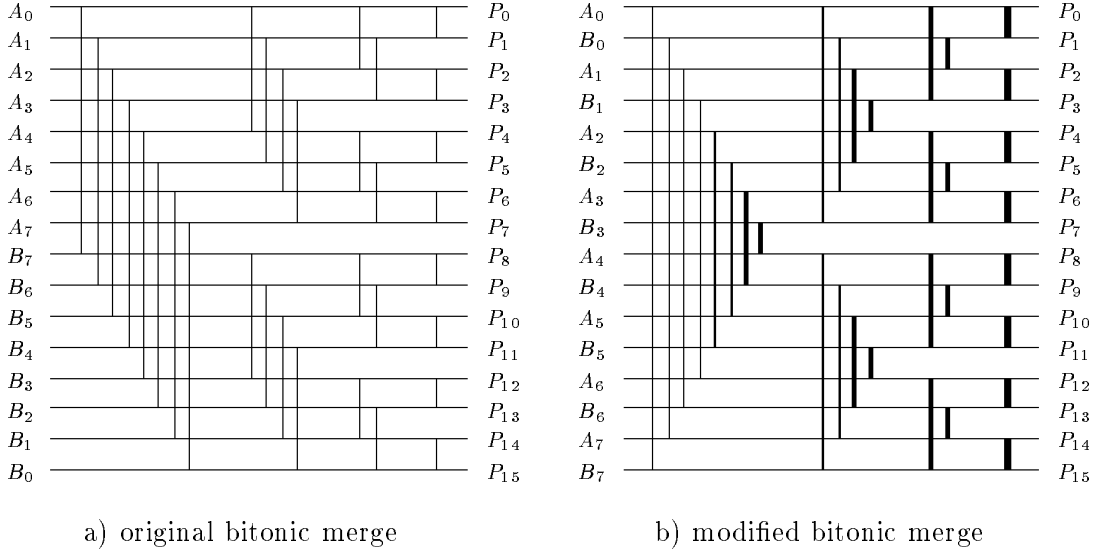 A₀ P₀ A₀ P₀
A₁ P₁ B₀ P₁
A₂ P₂ A₁ P₂
A₃ P₃ B₁ P₃
A₄ P₄ A₂ P₄
A₅ P₅ B₂ P₅
A₆ P₆ A₃ P₆
A₇ P₇ B₃ P₇
B₇ P₈ A₄ P₈
B₆ P₉ B₄ P₉
B₅ P₁₀ A₅ P₁₀
B₄ P₁₁ B₅ P₁₁
B₃ P₁₂ A₆ P₁₂
B₂ P₁₃ B₆ P₁₃
B₁ P₁₄ A₇ P₁₄
B₀ P₁₅ B₇ P₁₅
a) original bitonic merge b) modified bitonic merge